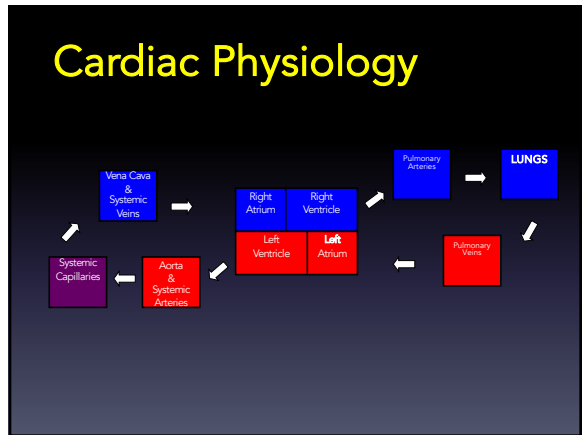 Cardiac Physiology
Pulmonary
Arteries
LUNGS
Vena Cava
&
Systemic
Veins
Right
Atrium
Right
Ventricle
Left
Ventricle
Left
Atrium
Pulmonary
Veins
Systemic
Capillaries
Aorta
&
Systemic
Arteries